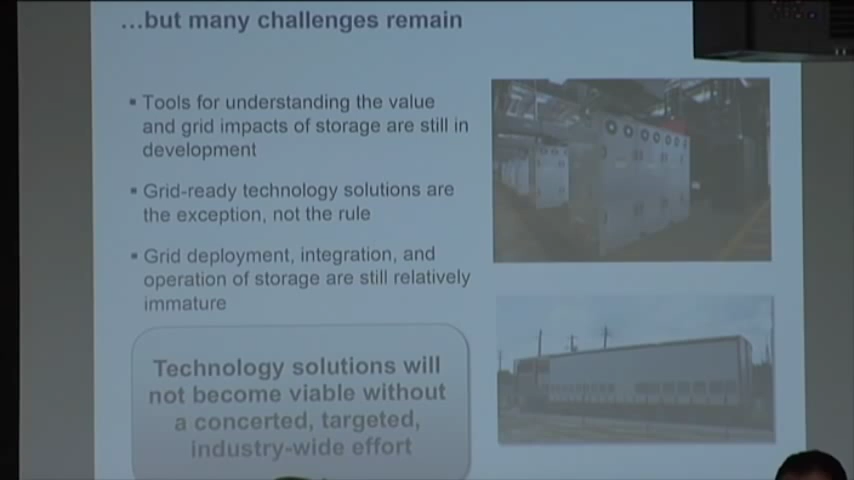 ...but many challenges remain
▪ Tools for understanding the value
and grid impacts of storage are still in
development
▪ Grid-ready technology solutions are
the exception, not the rule
▪ Grid deployment, integration, and
operation of storage are still relatively
immature
Technology solutions will
not become viable without
a concerted, targeted,
industry-wide effort